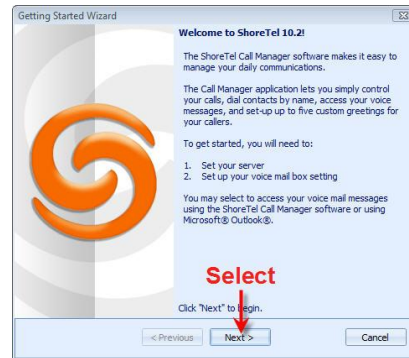 Getting Started Wizard
Welcome to ShoreTel 10.2!
The ShoreTel Call Manager software makes it easy to
manage your daily communications.
The Call Manager application lets you simply control
your calls, dial contacts by name, access your voice
messages, and set-up up to five custom greetings for
your callers.
To get started, you will need to:
1. Set your server
2. Set up your voice mail box setting
You may select to access your voice mail messages
using the ShoreTel Call Manager software or using
Microsoft® Outlook®.
Select
Click "Next" to begin.
< Previous
Next >
Cancel